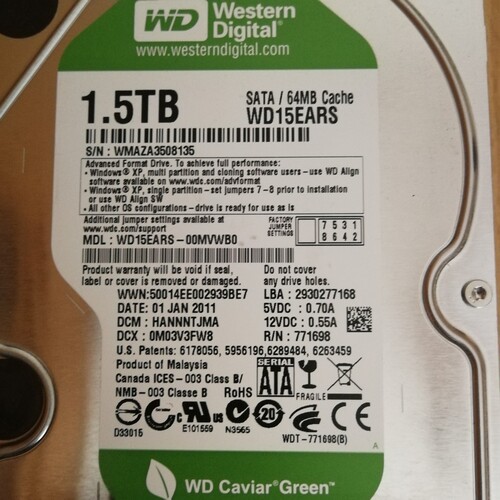 WD Western
Digital®
www.westerndigital.com
1.5TB
SATA / 64MB Cache
WD15EARS
S/N: WMAZA3508135
Advanced Format Drive. To achieve full performance:
• Windows® XP, multi partition and cloning software users - use WD Align
software available on www.wdc.com/advformat
• Windows® XP, single partition - set jumpers 7-8 prior to installation
or use WD Align SW
• All other OS configurations - drive is ready for use as is
Additional jumper settings available at
www.wdc.com/support
FACTORY
JUMPER
SETTINGS
7 5 3 1
8 6 4 2
MDL: WD15EARS-00MVWB0
Product warranty will be void if seal,
label or cover is removed or damaged.
Do not cover
any drive holes.
WWN:50014EE002939BE7
LBA: 2930277168
DATE: 01 JAN 2011
5VDC: 0.70A
DCM: HANNNTJMA
12VDC: 0.55A
DCX: 0M03V3FW8
R/N: 771698
U.S. Patents: 6178056, 5956196,6289484, 6263459
Product of Malaysia
Canada ICES-003 Class B/
NMB-003 Classe B
RoHS
SERIAL
ATA
FRAGILE
20
D33015
E101559
N3565
WDT-771698(B)
A
WD Caviar Green™